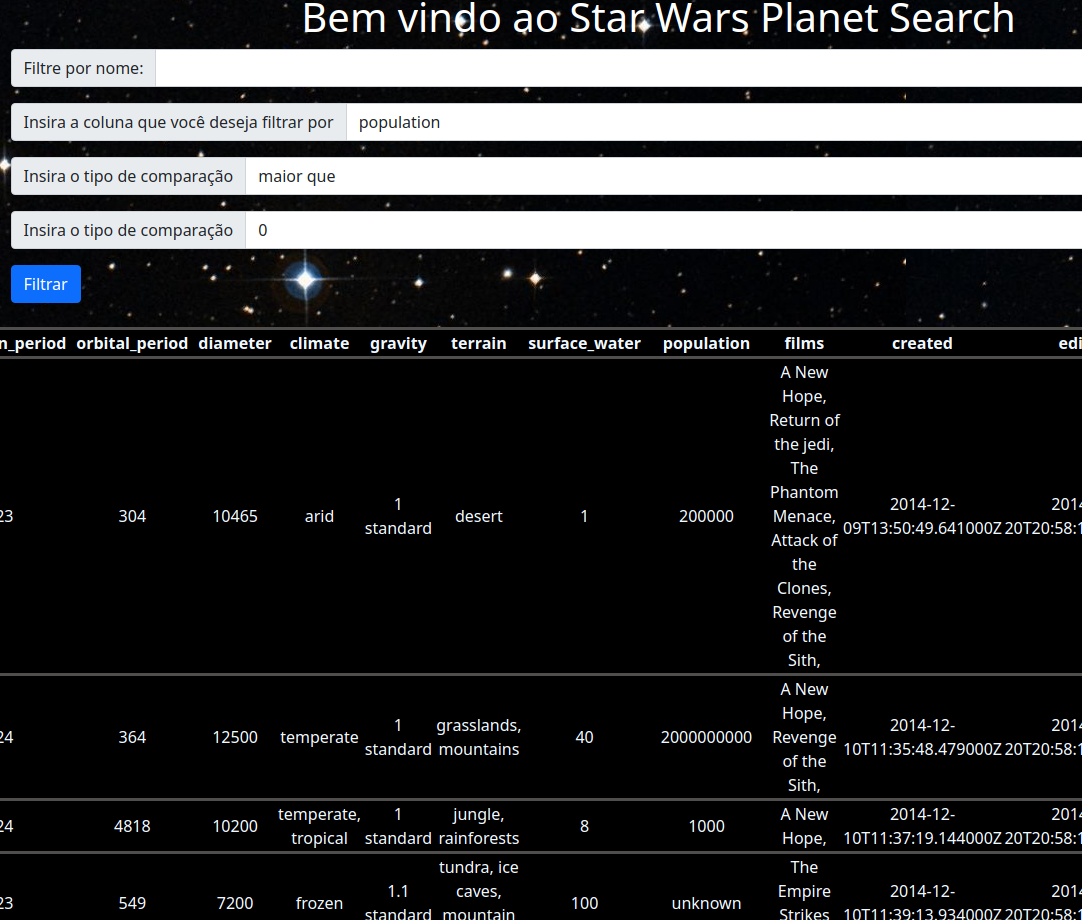 Bem vindo ao Star Wars Planet Search
Filtre por nome:
Insira a coluna que você deseja filtrar por population
Insira o tipo de comparação maior que
Insira o tipo de comparação 0
Filtrar
n_period orbital_period diameter climate gravity terrain surface_water population films created edi
23 304 10465 arid 1 standard desert 1 200000
A New
Hope,
Return of
the jedi,
The
Phantom
Menace,
Attack of
the
Clones,
Revenge
of the
Sith,
2014-12-
09T13:50:49.641000Z
2014
20T20:58:1
24 364 12500 temperate 1 standard
grasslands,
mountains
40 2000000000
A New
Hope,
Revenge
of the
Sith,
2014-12-
10T11:35:48.479000Z
2014
20T20:58:1
24 4818 10200
temperate,
tropical
1 standard
jungle,
rainforests
8 1000
A New
Hope,
2014-12-
10T11:37:19.144000Z
2014
20T20:58:1
23 549 7200 frozen
1.1
standard
tundra, ice
caves,
mountain
100 unknown
The
Empire
Strikes
2014-12-
10T11:39:13.934000Z
2014
20T20:58:1